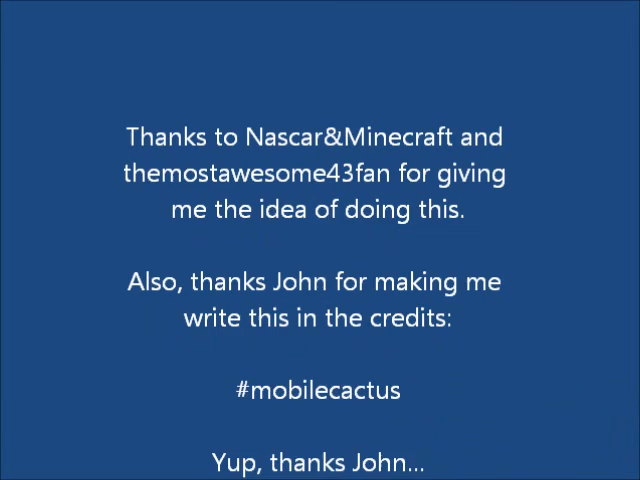 Thanks to Nascar&Minecraft and
themostawesome43fan for giving
me the idea of doing this.
Also, thanks John for making me
write this in the credits:
#mobilecactus
Yup, thanks John...